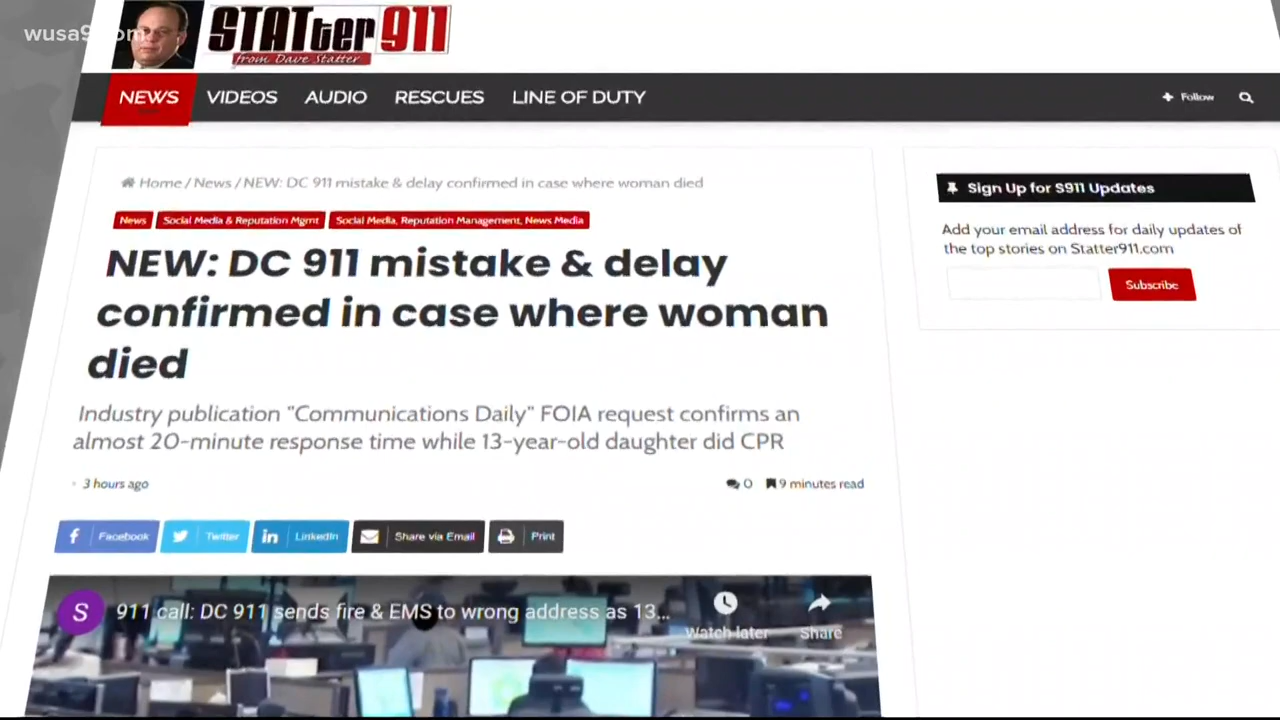 wusa9.com
STATter 911
from Dave Statter
NEWS VIDEOS AUDIO RESCUES LINE OF DUTY Follow
Home / News / NEW: DC 911 mistake & delay confirmed in case where woman died
News Social Media & Reputation Mgmt Social Media, Reputation Management, News Media
NEW: DC 911 mistake & delay
confirmed in case where woman
died
Industry publication "Communications Daily" FOIA request confirms an
almost 20-minute response time while 13-year-old daughter did CPR
3 hours ago 0 9 minutes read
Facebook Twitter LinkedIn Share via Email Print
S 911 call: DC 911 sends fire & EMS to wrong address as 13... Watch later Share
Sign Up for S911 Updates
Add your email address for daily updates of
the top stories on Statter911.com
Subscribe